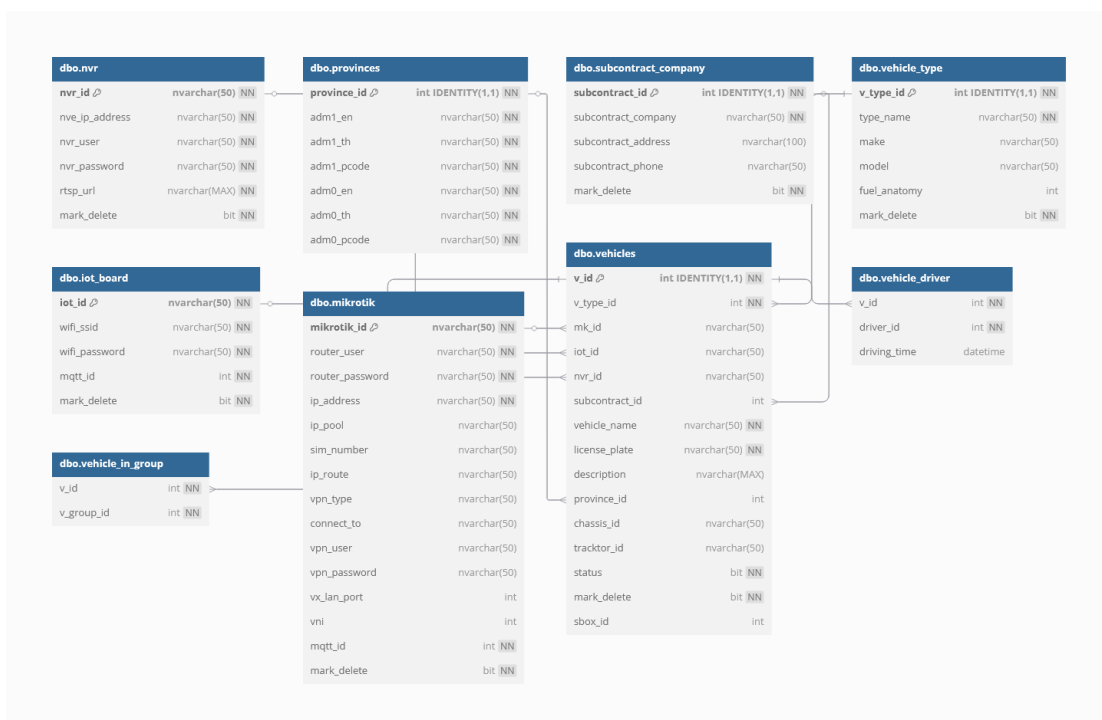 dbo.nvr
nvr_id nvarchar(50) NN
nve_ip_address nvarchar(50) NN
nvr_user nvarchar(50) NN
nvr_password nvarchar(50) NN
rtsp_url nvarchar(MAX) NN
mark_delete bit NN
dbo.provinces
province_id int IDENTITY(1,1) NN
adm1_en nvarchar(50) NN
adm1_th nvarchar(50) NN
adm1_pcode nvarchar(50) NN
adm0_en nvarchar(50) NN
adm0_th nvarchar(50) NN
adm0_pcode nvarchar(50) NN
dbo.subcontract_company
subcontract_id int IDENTITY(1,1) NN
subcontract_company nvarchar(50) NN
subcontract_address nvarchar(100)
subcontract_phone nvarchar(50)
mark_delete bit NN
dbo.vehicle_type
v_type_id int IDENTITY(1,1) NN
type_name nvarchar(50) NN
make nvarchar(50)
model nvarchar(50)
fuel_anatomy int
mark_delete bit NN
dbo.iot_board
iot_id nvarchar(50) NN
wifi_ssid nvarchar(50) NN
wifi_password nvarchar(50) NN
mqtt_id int NN
mark_delete bit NN
dbo.mikrotik
mikrotik_id nvarchar(50) NN
router_user nvarchar(50) NN
router_password nvarchar(50) NN
ip_address nvarchar(50) NN
ip_pool nvarchar(50)
sim_number nvarchar(50)
ip_route nvarchar(50)
vpn_type nvarchar(50)
connect_to nvarchar(50)
vpn_user nvarchar(50)
vpn_password nvarchar(50)
vx_lan_port int
vni int
mqtt_id int NN
mark_delete bit NN
dbo.vehicles
v_id int IDENTITY(1,1) NN
v_type_id int NN
mk_id nvarchar(50)
iot_id nvarchar(50)
nvr_id nvarchar(50)
subcontract_id int
vehicle_name nvarchar(50) NN
license_plate nvarchar(50) NN
description nvarchar(MAX)
province_id int
chassis_id nvarchar(50)
tracktor_id nvarchar(50)
status bit NN
mark_delete bit NN
sbox_id int
dbo.vehicle_driver
v_id int NN
driver_id int NN
driving_time datetime
dbo.vehicle_in_group
v_id int NN
v_group_id int NN